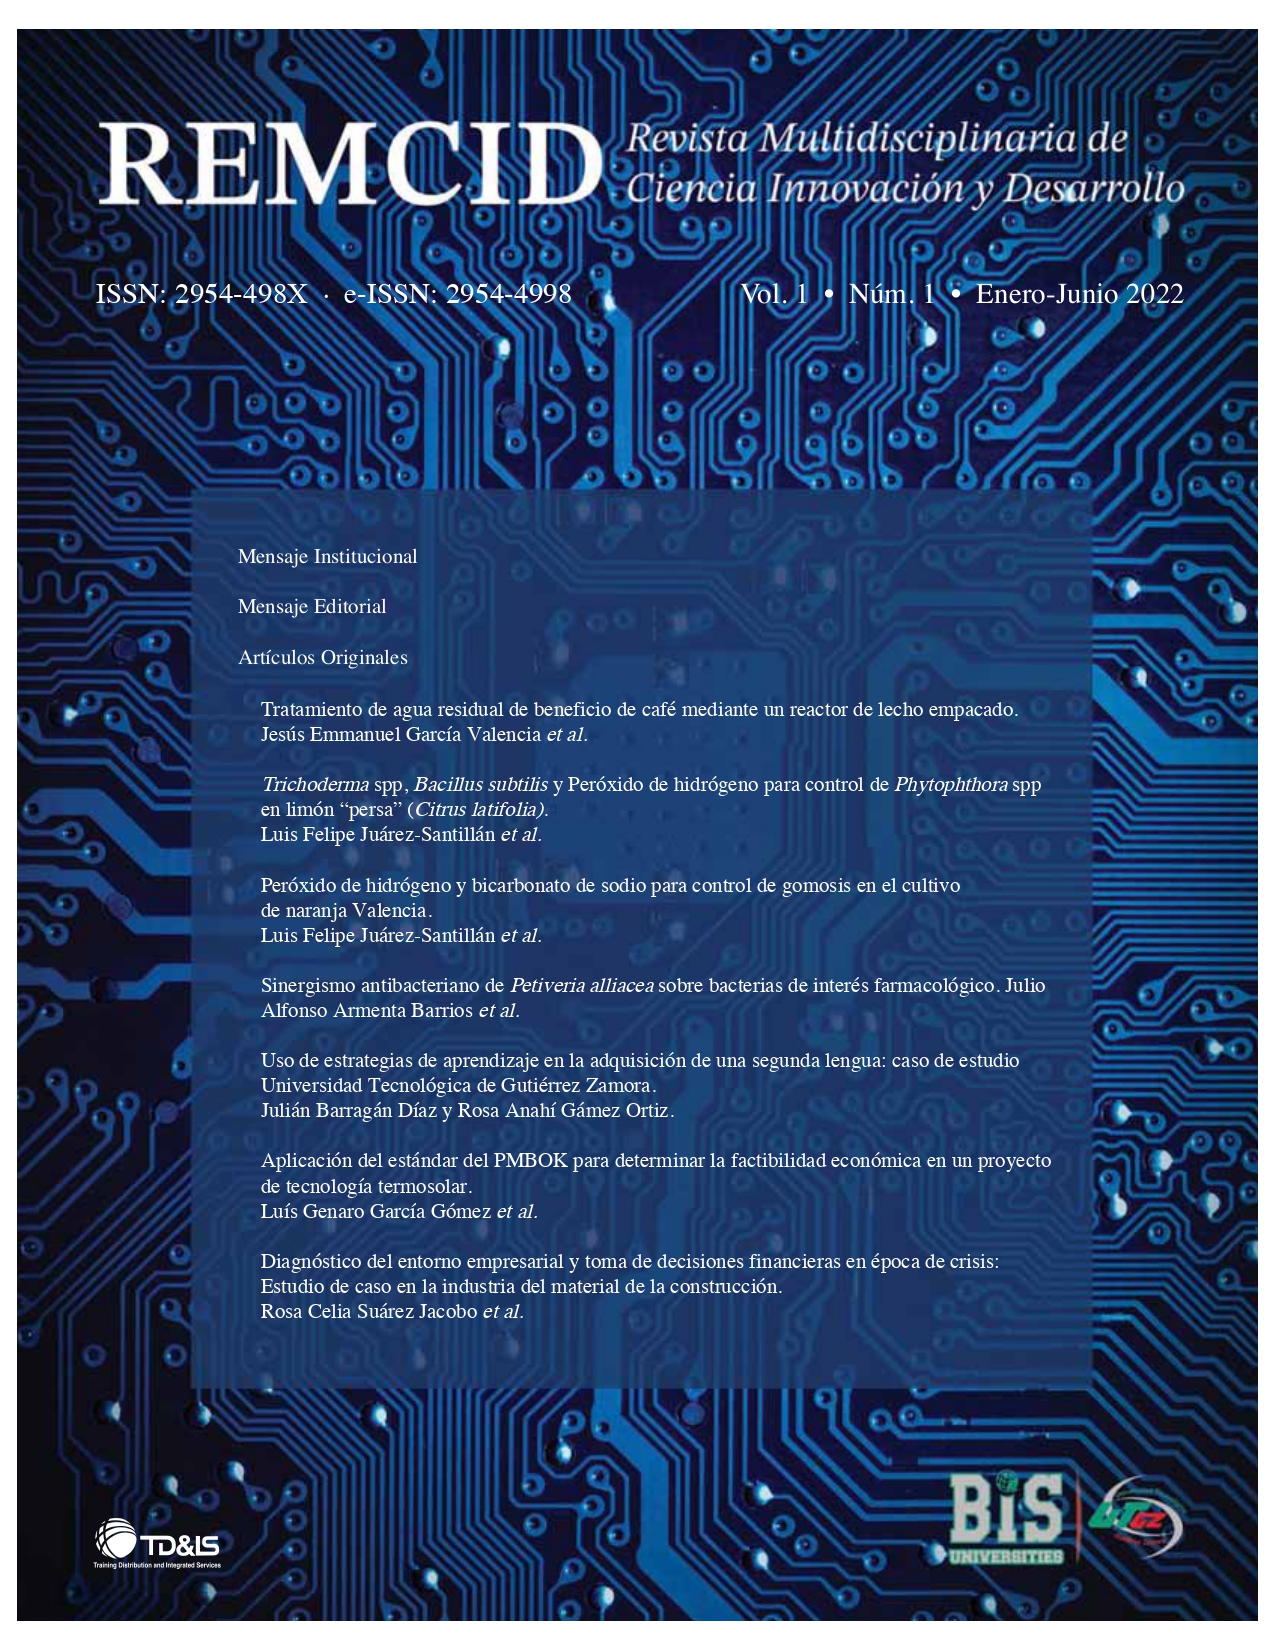 REMCID
Revista Multidisciplinaria de
Ciencia Innovación y Desarrollo
ISSN: 2954-498X · e-ISSN: 2954-4998
Vol. 1 • Núm. 1 • Enero-Junio 2022
Mensaje Institucional
Mensaje Editorial
Artículos Originales
Tratamiento de agua residual de beneficio de café mediante un reactor de lecho empacado.
Jesús Emmanuel García Valencia et al.
Trichoderma spp, Bacillus subtilis y Peróxido de hidrógeno para control de Phytophthora spp
en limón “persa” (Citrus latifolia).
Luis Felipe Juárez-Santillán et al.
Peróxido de hidrógeno y bicarbonato de sodio para control de gomosis en el cultivo
de naranja Valencia.
Luis Felipe Juárez-Santillán et al.
Sinergismo antibacteriano de Petiveria alliacea sobre bacterias de interés farmacológico. Julio
Alfonso Armenta Barrios et al.
Uso de estrategias de aprendizaje en la adquisición de una segunda lengua: caso de estudio
Universidad Tecnológica de Gutiérrez Zamora.
Julián Barragán Díaz y Rosa Anahí Gámez Ortiz.
Aplicación del estándar del PMBOK para determinar la factibilidad económica en un proyecto
de tecnología termosolar.
Luís Genaro García Gómez et al.
Diagnóstico del entorno empresarial y toma de decisiones financieras en época de crisis:
Estudio de caso en la industria del material de la construcción.
Rosa Celia Suárez Jacobo et al.
TD&IS
Training Distribution and Integrated Services
BiS
UNIVERSITIES
UTGZ